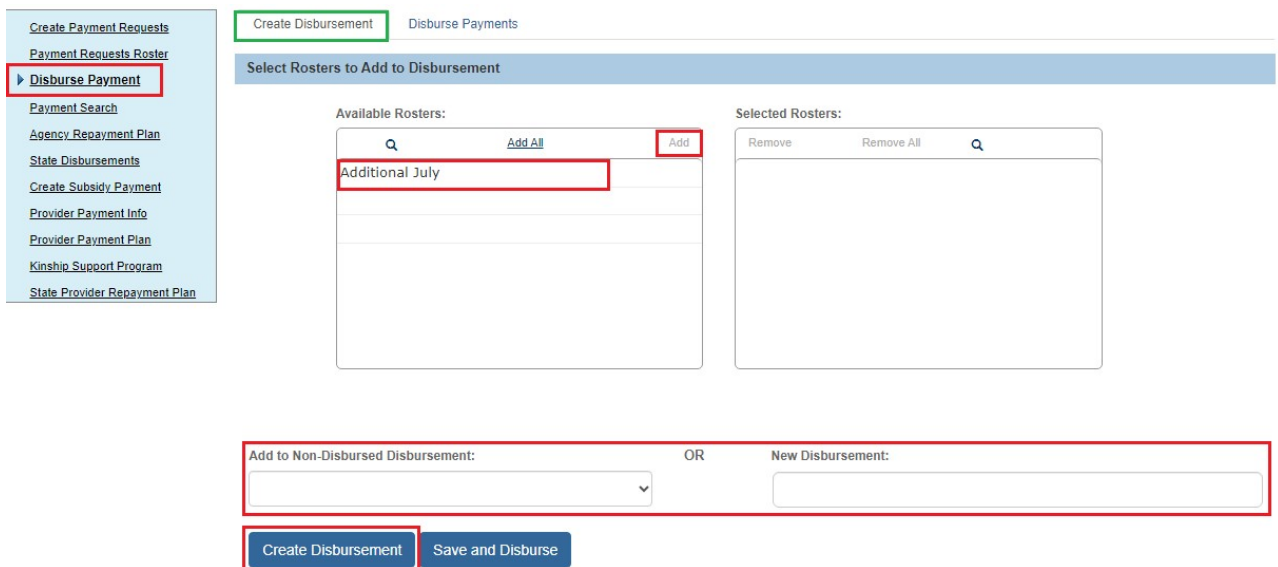 Create Payment Requests
Payment Requests Roster
Disburse Payment
Payment Search
Agency Repayment Plan
State Disbursements
Create Subsidy Payment
Provider Payment Info
Provider Payment Plan
Kinship Support Program
State Provider Repayment Plan
Create Disbursement Disburse Payments
Select Rosters to Add to Disbursement
Available Rosters: Selected Rosters:
Add All Add Remove Remove All
Additional July
Add to Non-Disbursed Disbursement: OR New Disbursement:
Create Disbursement Save and Disburse